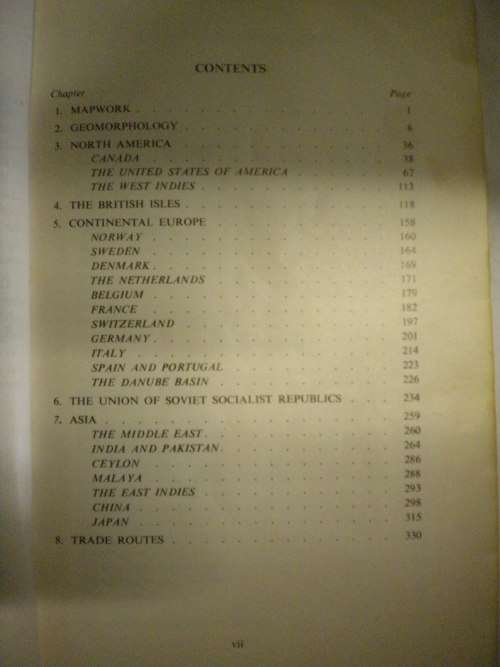 CONTENTS
Chapter Page
1. MAPWORK . . . . . . . . . . . . . 1
2. GEOMORPHOLOGY . . . . . . . . . . . 6
3. NORTH AMERICA . . . . . . . . . . . 36
CANADA . . . . . . . . . . . . . 38
THE UNITED STATES OF AMERICA . . . . . . 67
THE WEST INDIES . . . . . . . . . . 113
4. THE BRITISH ISLES . . . . . . . . . . . 118
5. CONTINENTAL EUROPE . . . . . . . . . 158
NORWAY . . . . . . . . . . . . . 160
SWEDEN . . . . . . . . . . . . . 164
DENMARK . . . . . . . . . . . . . 169
THE NETHERLANDS . . . . . . . . . . 171
BELGIUM . . . . . . . . . . . . . 179
FRANCE . . . . . . . . . . . . . 182
SWITZERLAND . . . . . . . . . . . 197
GERMANY . . . . . . . . . . . . . 201
ITALY . . . . . . . . . . . . . 214
SPAIN AND PORTUGAL . . . . . . . . . 223
THE DANUBE BASIN . . . . . . . . . 226
6. THE UNION OF SOVIET SOCIALIST REPUBLICS . . . 234
7. ASIA . . . . . . . . . . . . . . 259
THE MIDDLE EAST . . . . . . . . . . 260
INDIA AND PAKISTAN . . . . . . . . . 264
CEYLON . . . . . . . . . . . . . 286
MALAYA . . . . . . . . . . . . . 288
THE EAST INDIES . . . . . . . . . . 293
CHINA . . . . . . . . . . . . . 298
JAPAN . . . . . . . . . . . . . 315
8. TRADE ROUTES . . . . . . . . . . . 330
vii